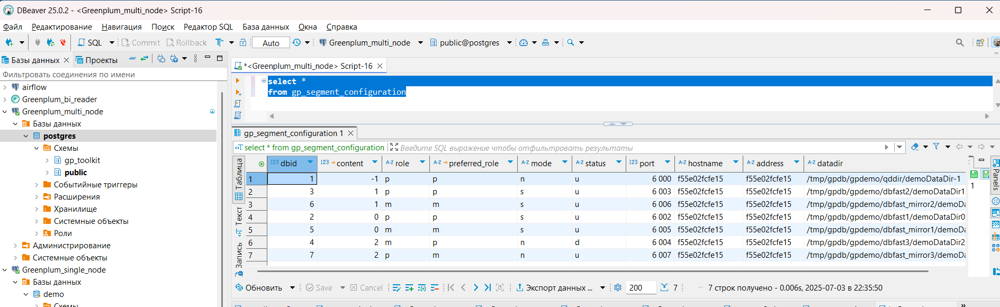 DBeaver 25.0.2 - <Greenplum_multi_node> Script-16
Файл Редактирование Навигация Поиск Редактор SQL База данных Окна Справка
SQL Commit Rollback Auto Greenplum_multi_node public@postgres
Базы данных Проекты
Фильтровать соединения по имени
airflow
Greenplum_bi_reader
Greenplum_multi_node
Базы данных
postgres
Схемы
gp_toolkit
public
Событийные триггеры
Расширения
Хранилище
Системные объекты
Роли
Администрирование
Системные объекты
Greenplum_single_node
Базы данных
demo
Схемы
*<Greenplum_multi_node> Script-16
select *
from gp_segment_configuration
gp_segment_configuration 1
select * from gp_segment_configuration Введите SQL выражение чтобы отфильтровать результаты
Таблица
Текст
Запись
123 dbid 123 content A-Z role A-Z preferred_role A-Z mode A-Z status 123 port A-Z hostname A-Z address A-Z datadir
1 1 -1 p p n u 6 000 f55e02fcfe15 f55e02fcfe15 /tmp/gpdb/gpdemo/qddir/demoDataDir-1
2 3 1 p p s u 6 003 f55e02fcfe15 f55e02fcfe15 /tmp/gpdb/gpdemo/dbfast2/demoDataDir1
3 6 1 m m s u 6 006 f55e02fcfe15 f55e02fcfe15 /tmp/gpdb/gpdemo/dbfast_mirror2/demoDa
4 2 0 p p s u 6 002 f55e02fcfe15 f55e02fcfe15 /tmp/gpdb/gpdemo/dbfast1/demoDataDir0
5 5 0 m m s u 6 005 f55e02fcfe15 f55e02fcfe15 /tmp/gpdb/gpdemo/dbfast_mirror1/demoDa
6 4 2 m p n d 6 004 f55e02fcfe15 f55e02fcfe15 /tmp/gpdb/gpdemo/dbfast3/demoDataDir2
7 7 2 p m n u 6 007 f55e02fcfe15 f55e02fcfe15 /tmp/gpdb/gpdemo/dbfast_mirror3/demoDa
1
Panels
Обновить Save Cancel Экспорт данных ... 200 7 7 строк получено - 0.006s, 2025-07-03 в 22:35:50